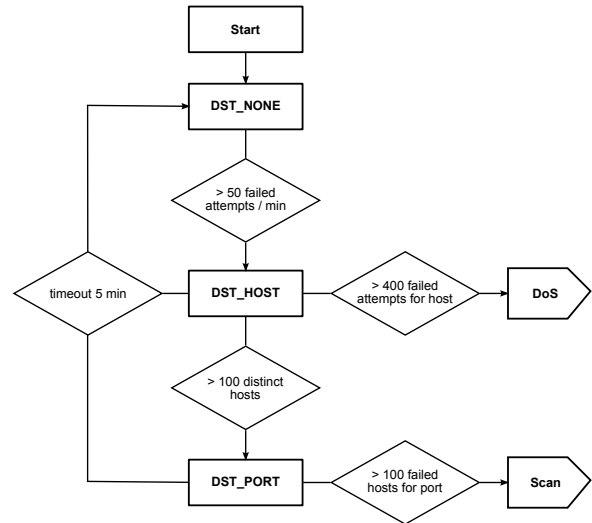 Start
DST_NONE
> 50 failed
attempts / min
timeout 5 min
DST_HOST
> 400 failed
attempts for host
DoS
> 100 distinct
hosts
DST_PORT
> 100 failed
hosts for port
Scan